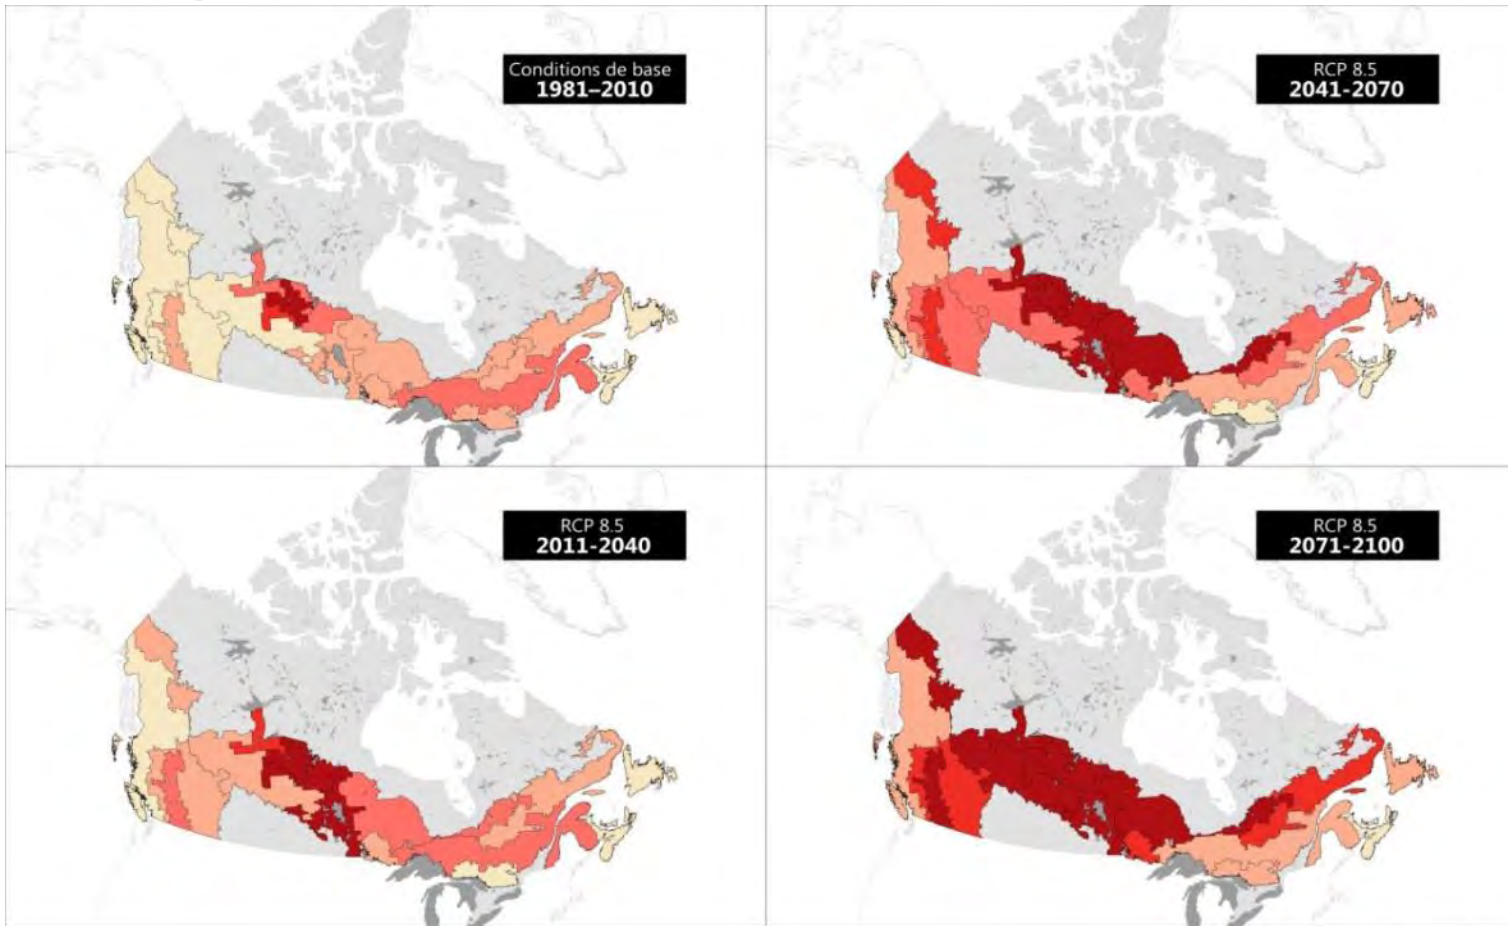 Conditions de base
1981–2010
RCP 8.5
2041-2070
RCP 8.5
2011-2040
RCP 8.5
2071-2100